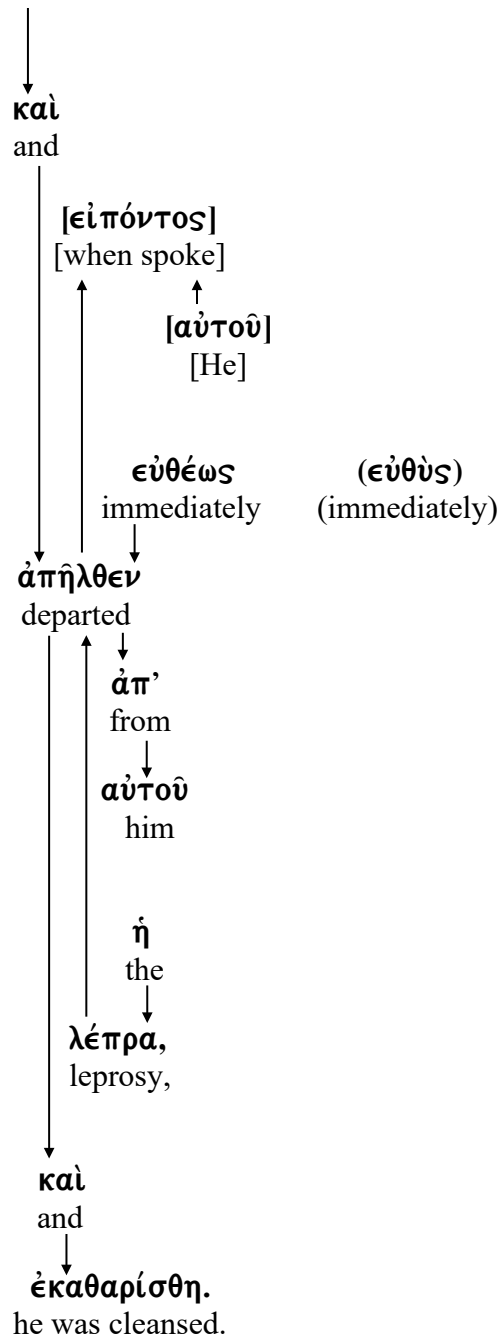 καὶ
and
[εἰπόντος]
[when spoke]
[αὐτοῦ]
[He]
εὐθέως (εὐθὺς)
immediately (immediately)
ἀπῆλθεν
departed
ἀπ’
from
αὐτοῦ
him
ἡ
the
λέπρα,
leprosy,
καὶ
and
ἐκαθαρίσθη.
he was cleansed.